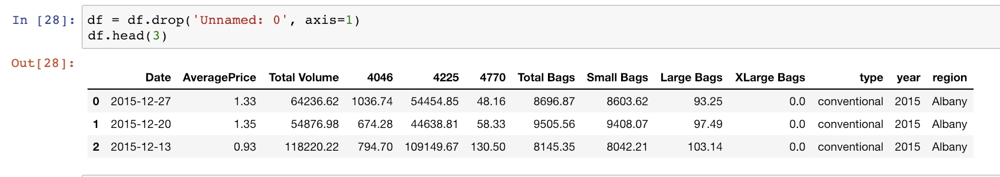 In [28]: df = df.drop('Unnamed: 0', axis=1)
df.head(3)
Out[28]:
Date AveragePrice Total Volume 4046 4225 4770 Total Bags Small Bags Large Bags XLarge Bags type year region
0 2015-12-27 1.33 64236.62 1036.74 54454.85 48.16 8696.87 8603.62 93.25 0.0 conventional 2015 Albany
1 2015-12-20 1.35 54876.98 674.28 44638.81 58.33 9505.56 9408.07 97.49 0.0 conventional 2015 Albany
2 2015-12-13 0.93 118220.22 794.70 109149.67 130.50 8145.35 8042.21 103.14 0.0 conventional 2015 Albany